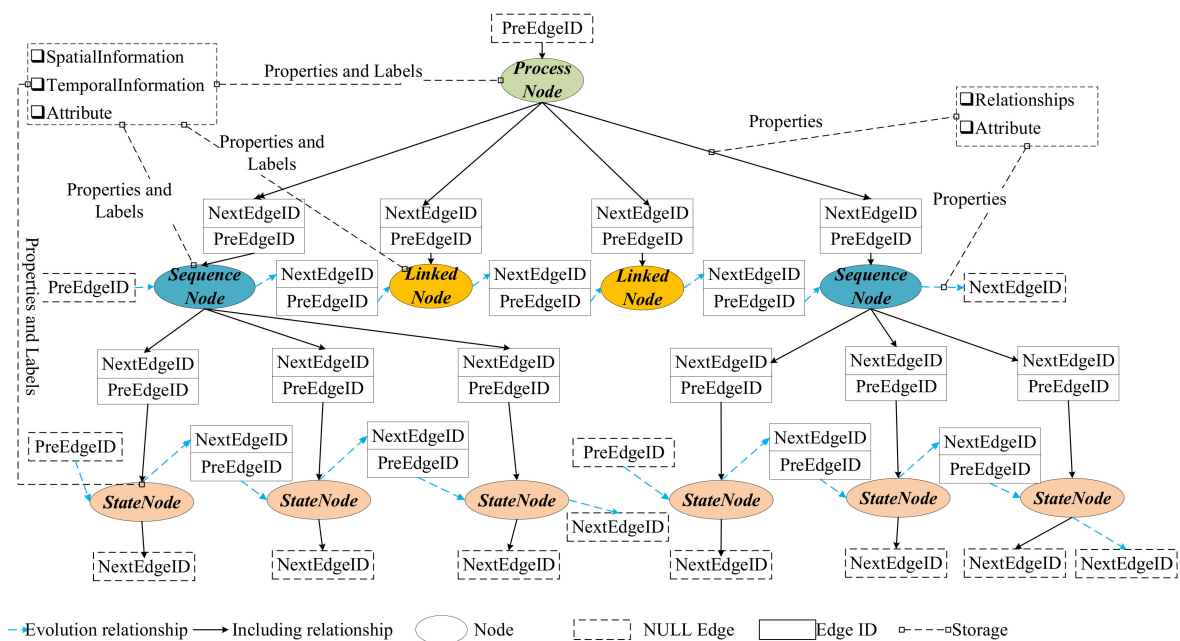 PreEdgeID
❑SpatialInformation
❑TemporalInformation
❑Attribute
Properties and Labels
Process
Node
❑Relationships
❑Attribute
Properties
Properties and
Labels
Properties and
Labels
Properties
NextEdgeID
PreEdgeID
NextEdgeID
PreEdgeID
NextEdgeID
PreEdgeID
NextEdgeID
PreEdgeID
Properties and Labels
PreEdgeID
Sequence
Node
NextEdgeID
PreEdgeID
Linked
Node
NextEdgeID
PreEdgeID
Linked
Node
NextEdgeID
PreEdgeID
Sequence
Node
NextEdgeID
NextEdgeID
PreEdgeID
NextEdgeID
PreEdgeID
NextEdgeID
PreEdgeID
NextEdgeID
PreEdgeID
NextEdgeID
PreEdgeID
NextEdgeID
PreEdgeID
PreEdgeID
NextEdgeID
PreEdgeID
NextEdgeID
PreEdgeID
PreEdgeID
NextEdgeID
PreEdgeID
NextEdgeID
PreEdgeID
StateNode
StateNode
StateNode
StateNode
StateNode
StateNode
NextEdgeID
NextEdgeID
NextEdgeID
NextEdgeID
NextEdgeID
NextEdgeID
NextEdgeID
NextEdgeID
Evolution relationship
Including relationship
Node
NULL Edge
Edge ID
Storage